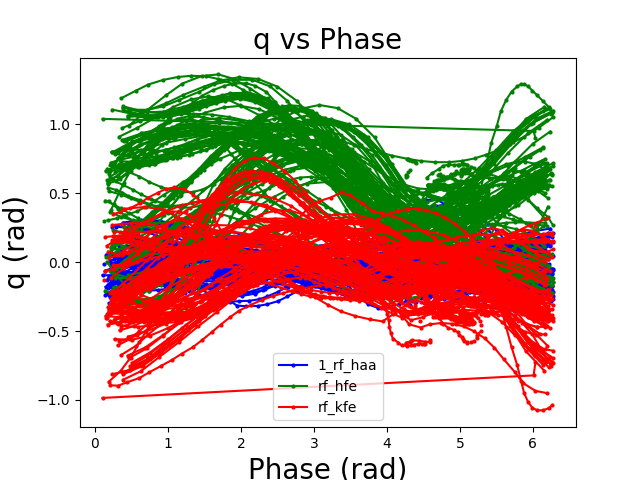 q vs Phase
q (rad)
1.0
0.5
0.0
−0.5
−1.0
1_rf_haa
rf_hfe
rf_kfe
0
1
2
3
4
5
6
Phase (rad)